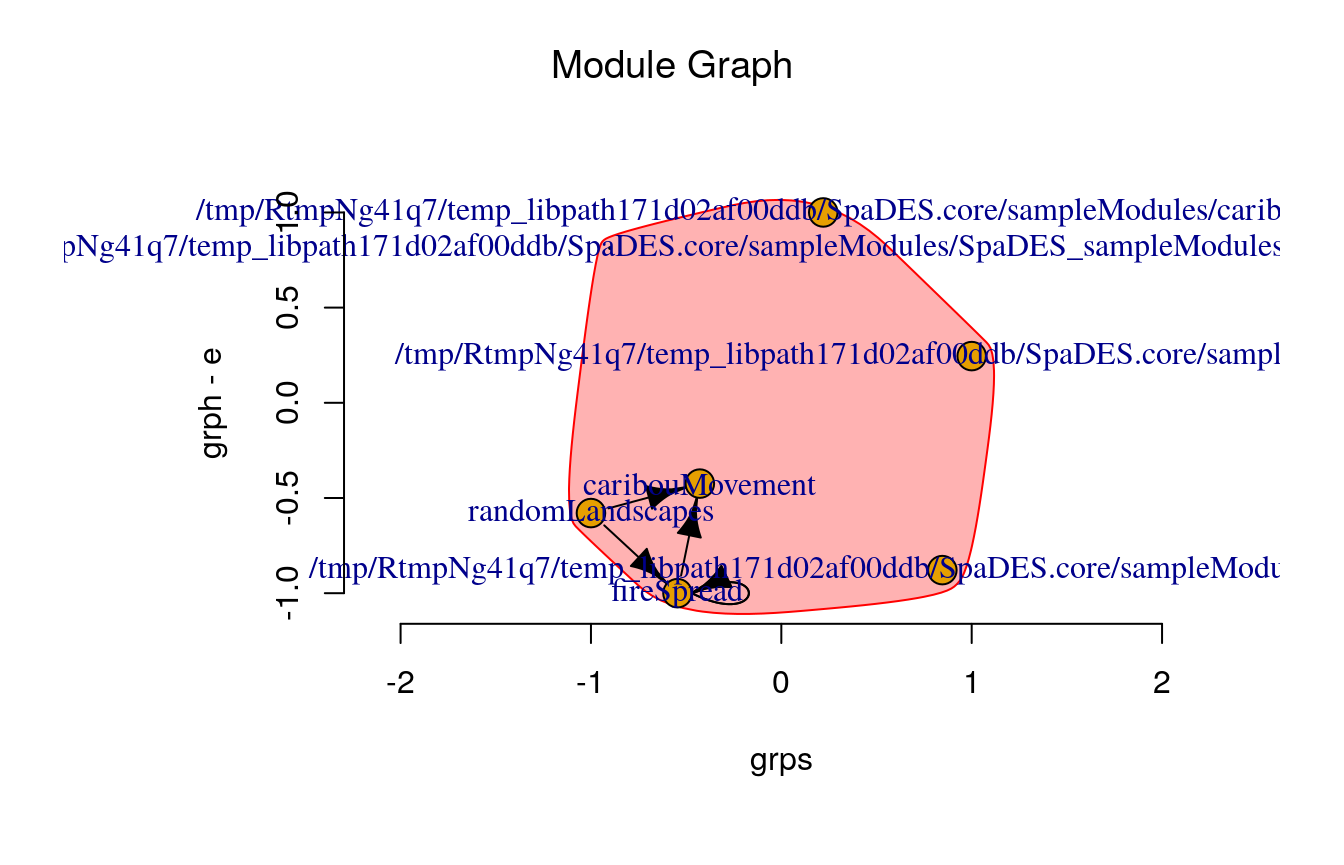 Module Graph
/tmp/RtmpNg41q7/temp_libpath171d02af00ddb/SpaDES.core/sampleModules/carib
pNg41q7/temp_libpath171d02af00ddb/SpaDES.core/sampleModules/SpaDES_sampleModules
/tmp/RtmpNg41q7/temp_libpath171d02af00ddb/SpaDES.core/sampl
caribouMovement
randomLandscapes
/tmp/RtmpNg41q7/temp_libpath171d02af00ddb/SpaDES.core/sampleModu
fireSpread
1.0
0.5
0.0
-0.5
-1.0
grph - e
-2 -1 0 1 2
grps